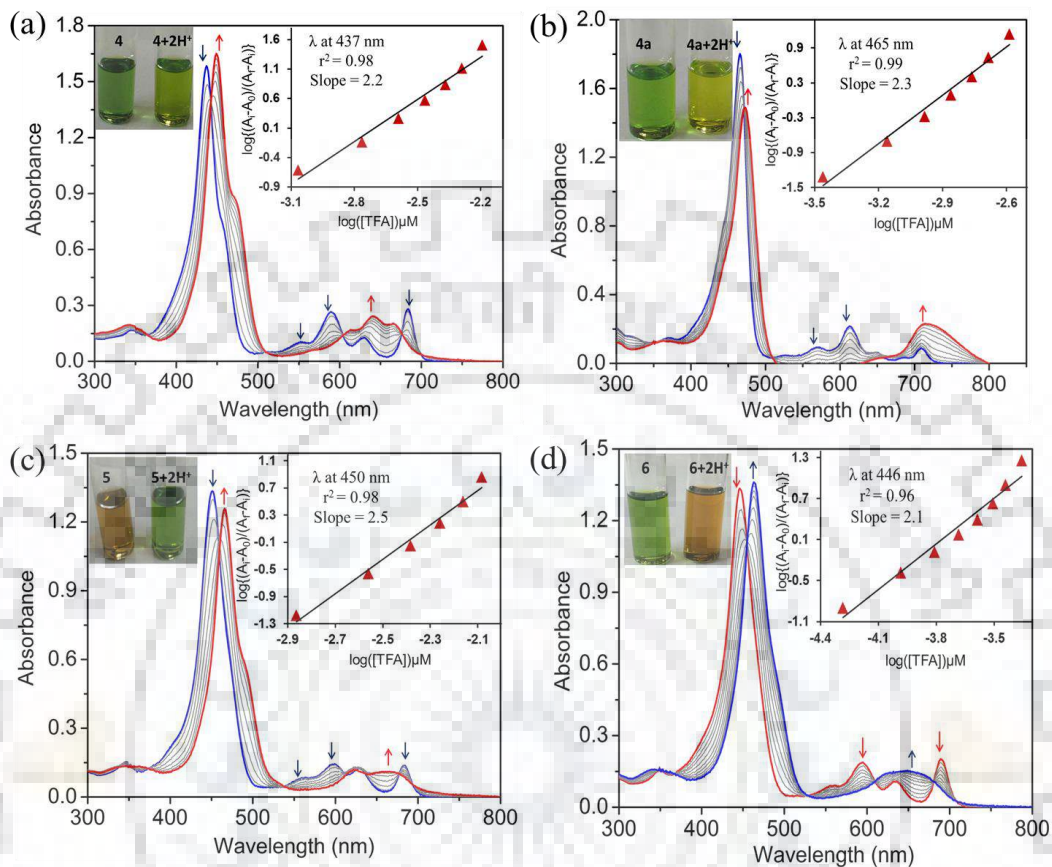 (a)
4 4+2H⁺
λ at 437 nm
r² = 0.98
Slope = 2.2
log{(Aᵢ-A₀)/(A_f-Aᵢ)}
1.6
1.1
0.6
0.1
-0.4
-0.9
-3.1 -2.8 -2.5 -2.2
log([TFA])µM
Absorbance
1.8
1.5
1.2
0.9
0.6
0.3
0.0
300 400 500 600 700 800
Wavelength (nm)
(b)
4a 4a+2H⁺
λ at 465 nm
r² = 0.99
Slope = 2.3
log{(Aᵢ-A₀)/(A_f-Aᵢ)}
0.9
0.3
-0.3
-0.9
-1.5
-3.5 -3.2 -2.9 -2.6
log([TFA])µM
Absorbance
2.0
1.6
1.2
0.8
0.4
0.0
300 400 500 600 700 800
Wavelength (nm)
(c)
5 5+2H⁺
λ at 450 nm
r² = 0.98
Slope = 2.5
log{(Aᵢ-A₀)/(A_f-Aᵢ)}
1.1
0.7
0.3
-0.1
-0.5
-0.9
-1.3
-2.9 -2.7 -2.5 -2.3 -2.1
log([TFA])µM
Absorbance
1.5
1.2
0.9
0.6
0.3
0.0
300 400 500 600 700 800
Wavelength (nm)
(d)
6 6+2H⁺
λ at 446 nm
r² = 0.96
Slope = 2.1
log{(Aᵢ-A₀)/(A_f-Aᵢ)}
1.3
0.7
0.1
-0.5
-1.1
-4.4 -4.1 -3.8 -3.5
log([TFA])µM
Absorbance
1.5
1.2
0.9
0.6
0.3
0.0
300 400 500 600 700 800
Wavelength (nm)